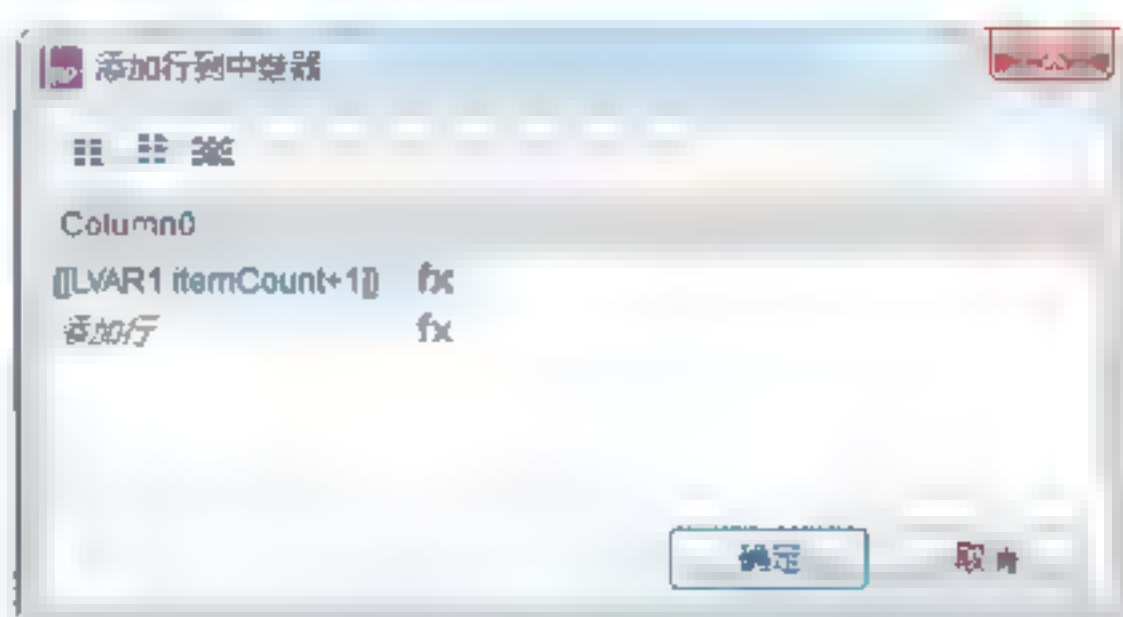 添加行到中继器
Column0
[[LVAR1.itemCount+1]]
fx
添加行
fx
确定
取消